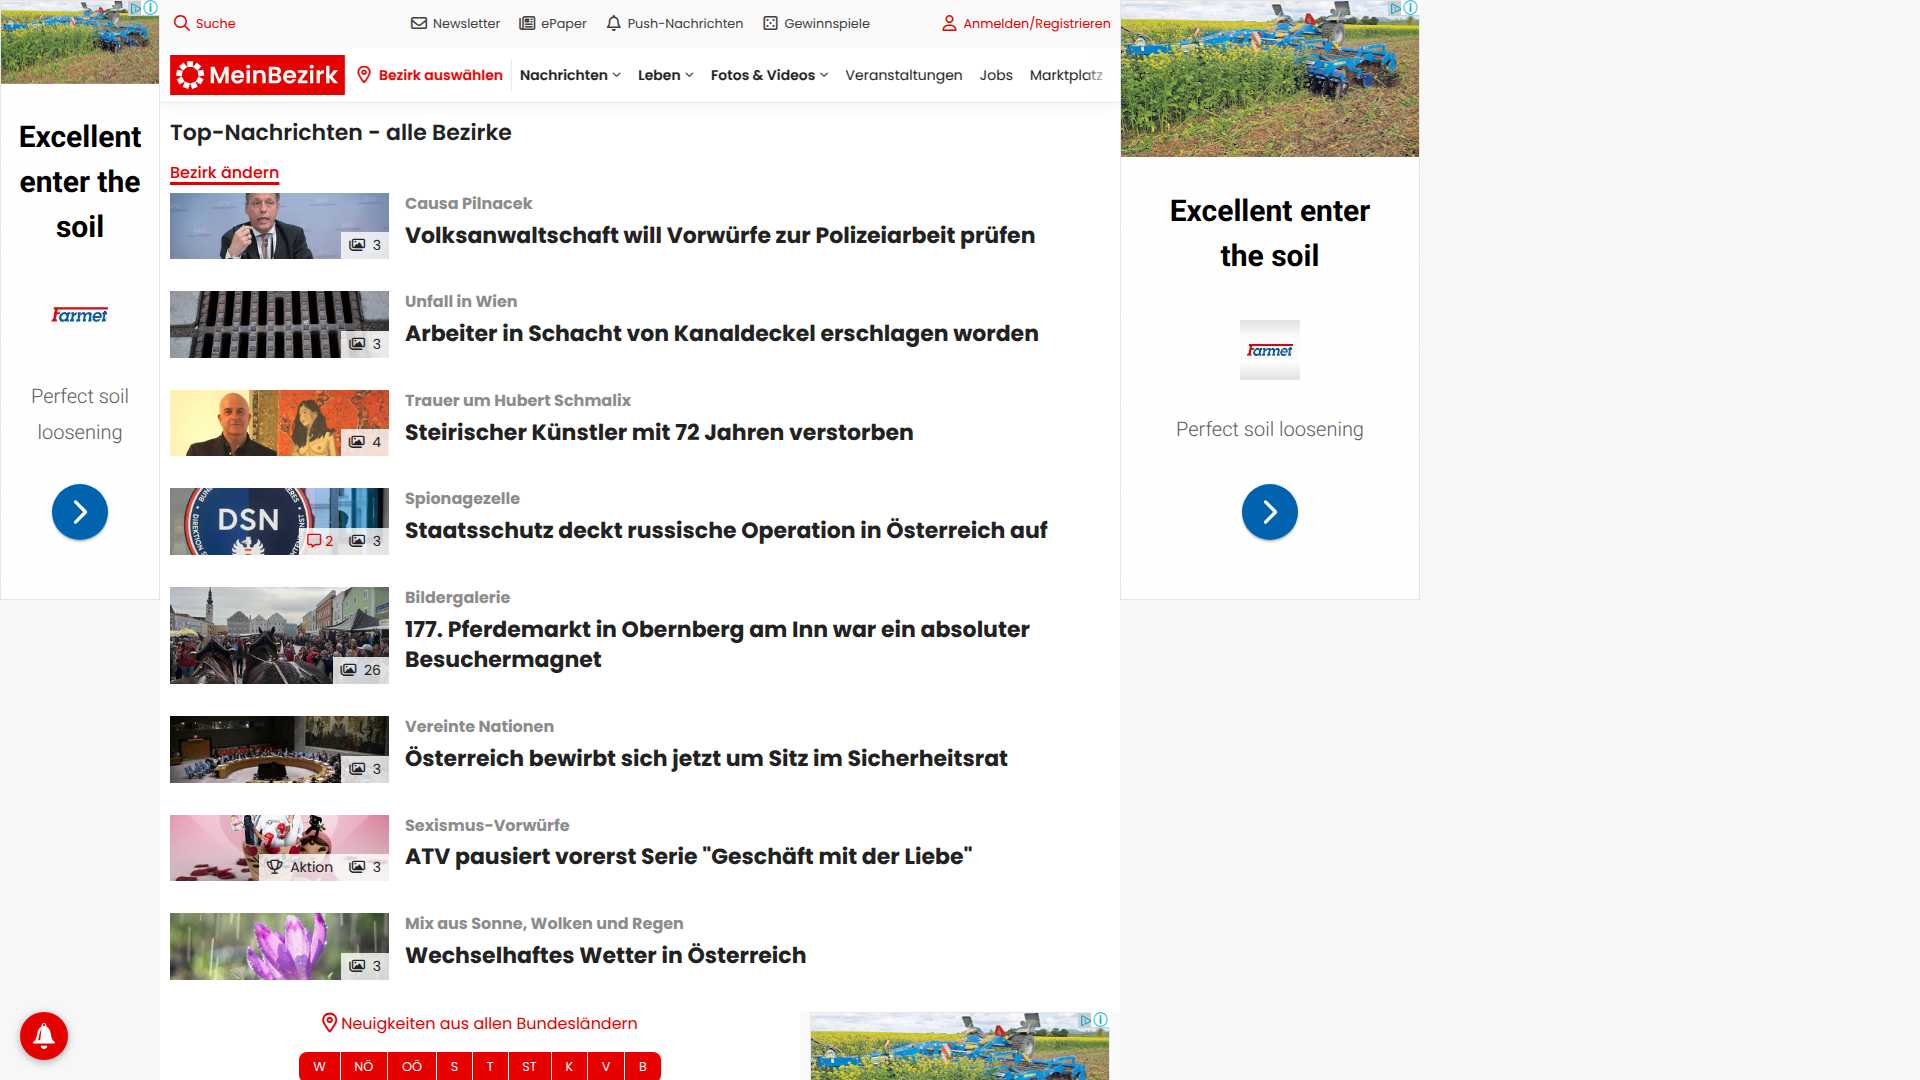 Suche
Newsletter
ePaper
Push-Nachrichten
Gewinnspiele
Anmelden/Registrieren
MeinBezirk
Bezirk auswählen
Nachrichten
Leben
Fotos & Videos
Veranstaltungen
Jobs
Marktplatz
Top-Nachrichten - alle Bezirke
Bezirk ändern
3
Causa Pilnacek
Volksanwaltschaft will Vorwürfe zur Polizeiarbeit prüfen
3
Unfall in Wien
Arbeiter in Schacht von Kanaldeckel erschlagen worden
4
Trauer um Hubert Schmalix
Steirischer Künstler mit 72 Jahren verstorben
DSN
2 3
Spionagezelle
Staatsschutz deckt russische Operation in Österreich auf
26
Bildergalerie
177. Pferdemarkt in Obernberg am Inn war ein absoluter
Besuchermagnet
3
Vereinte Nationen
Österreich bewirbt sich jetzt um Sitz im Sicherheitsrat
Aktion 3
Sexismus-Vorwürfe
ATV pausiert vorerst Serie "Geschäft mit der Liebe"
3
Mix aus Sonne, Wolken und Regen
Wechselhaftes Wetter in Österreich
Neuigkeiten aus allen Bundesländern
W NÖ OÖ S T ST K V B
Excellent
enter the
soil
Farmet
Perfect soil
loosening
Excellent enter
the soil
Farmet
Perfect soil loosening